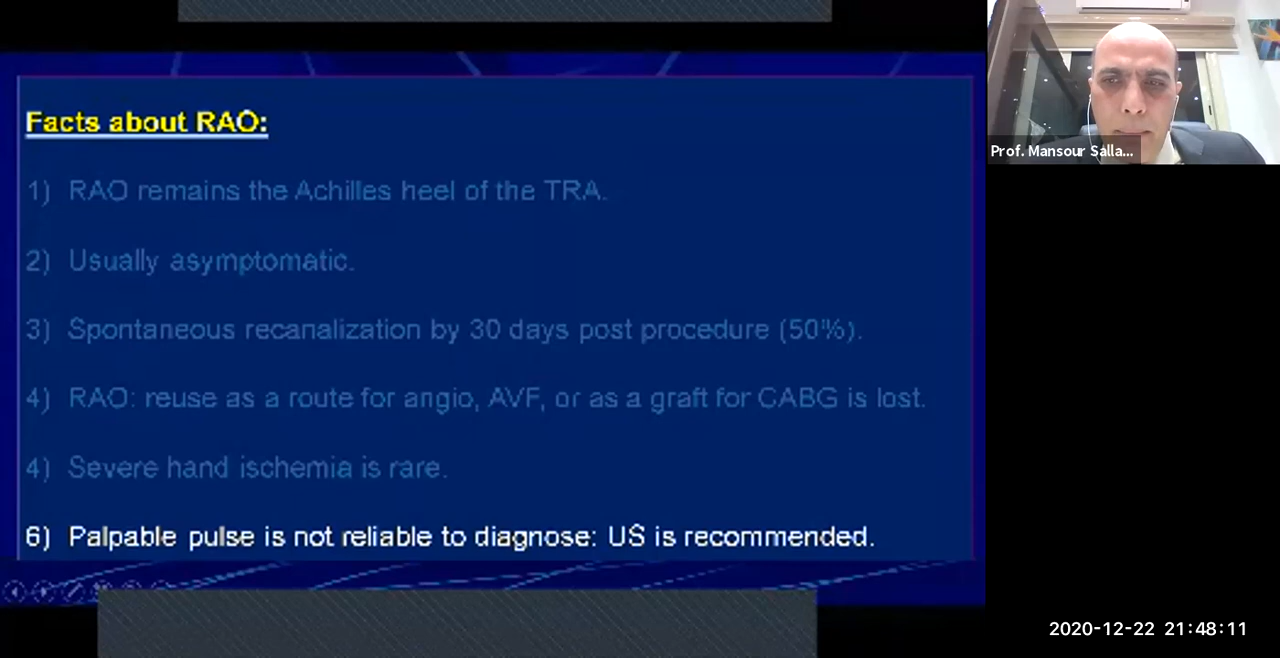 Facts about RAO:
1) RAO remains the Achilles heel of the TRA.
2) Usually asymptomatic.
3) Spontaneous recanalization by 30 days post procedure (50%).
4) RAO: reuse as a route for angio, AVF, or as a graft for CABG is lost.
4) Severe hand ischemia is rare.
6) Palpable pulse is not reliable to diagnose: US is recommended.
Prof. Mansour Salla...
2020-12-22 21:48:11